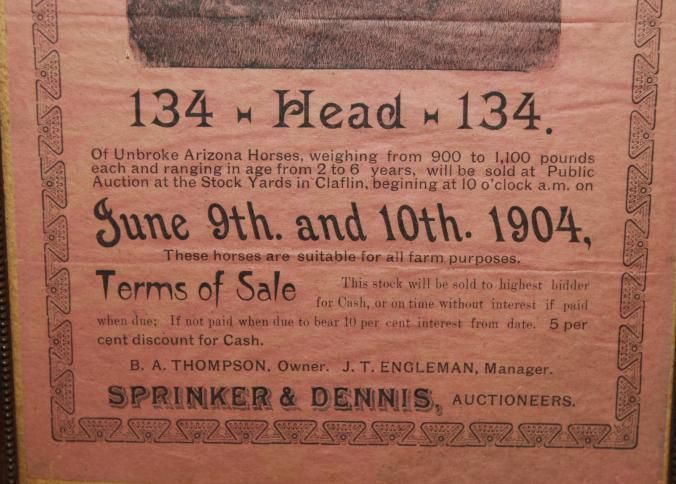 134 Head 134.
Of Unbroke Arizona Horses, weighing from 900 to 1,100 pounds
each and ranging in age from 2 to 6 years, will be sold at Public
Auction at the Stock Yards in Claflin, begining at 10 o'clock a.m. on
June 9th. and 10th. 1904,
These horses are suitable for all farm purposes.
Terms of Sale This stock will be sold to highest bidder
for Cash, or on time without interest if paid
when due; If not paid when due to bear 10 per cent interest from date. 5 per
cent discount for Cash.
B. A. THOMPSON, Owner. J. T. ENGLEMAN, Manager.
SPRINKER & DENNIS, AUCTIONEERS.